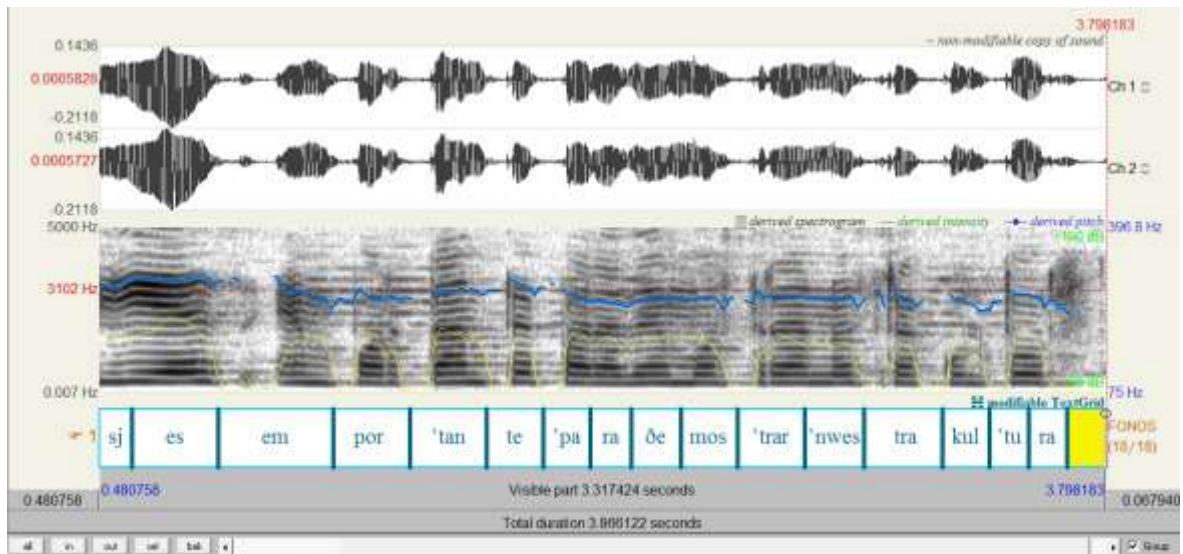 3.798183
0.1436
~ non-modifiable copy of sound
0.0005828
Ch 1
-0.2118
0.1436
0.0005727
Ch 2
-0.2118
5000 Hz
derived spectrogram
derived intensity
derived pitch
396.8 Hz
3102 Hz
0.007 Hz
75 Hz
modifiable TextGrid
1
sj es em por 'tan te 'pa ra ðe mos 'trar 'nwes tra kul 'tu ra
FONOS
(18/18)
0.480758
0.480758
Visible part 3.317424 seconds
3.798183
0.067940
Total duration 3.866122 seconds
all in out sel bak
Group